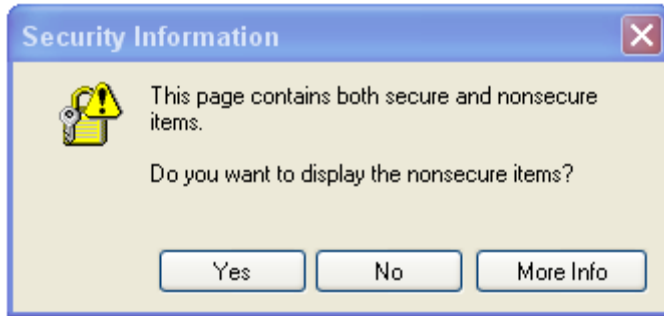 Security Information
This page contains both secure and nonsecure
items.
Do you want to display the nonsecure items?
Yes No More Info